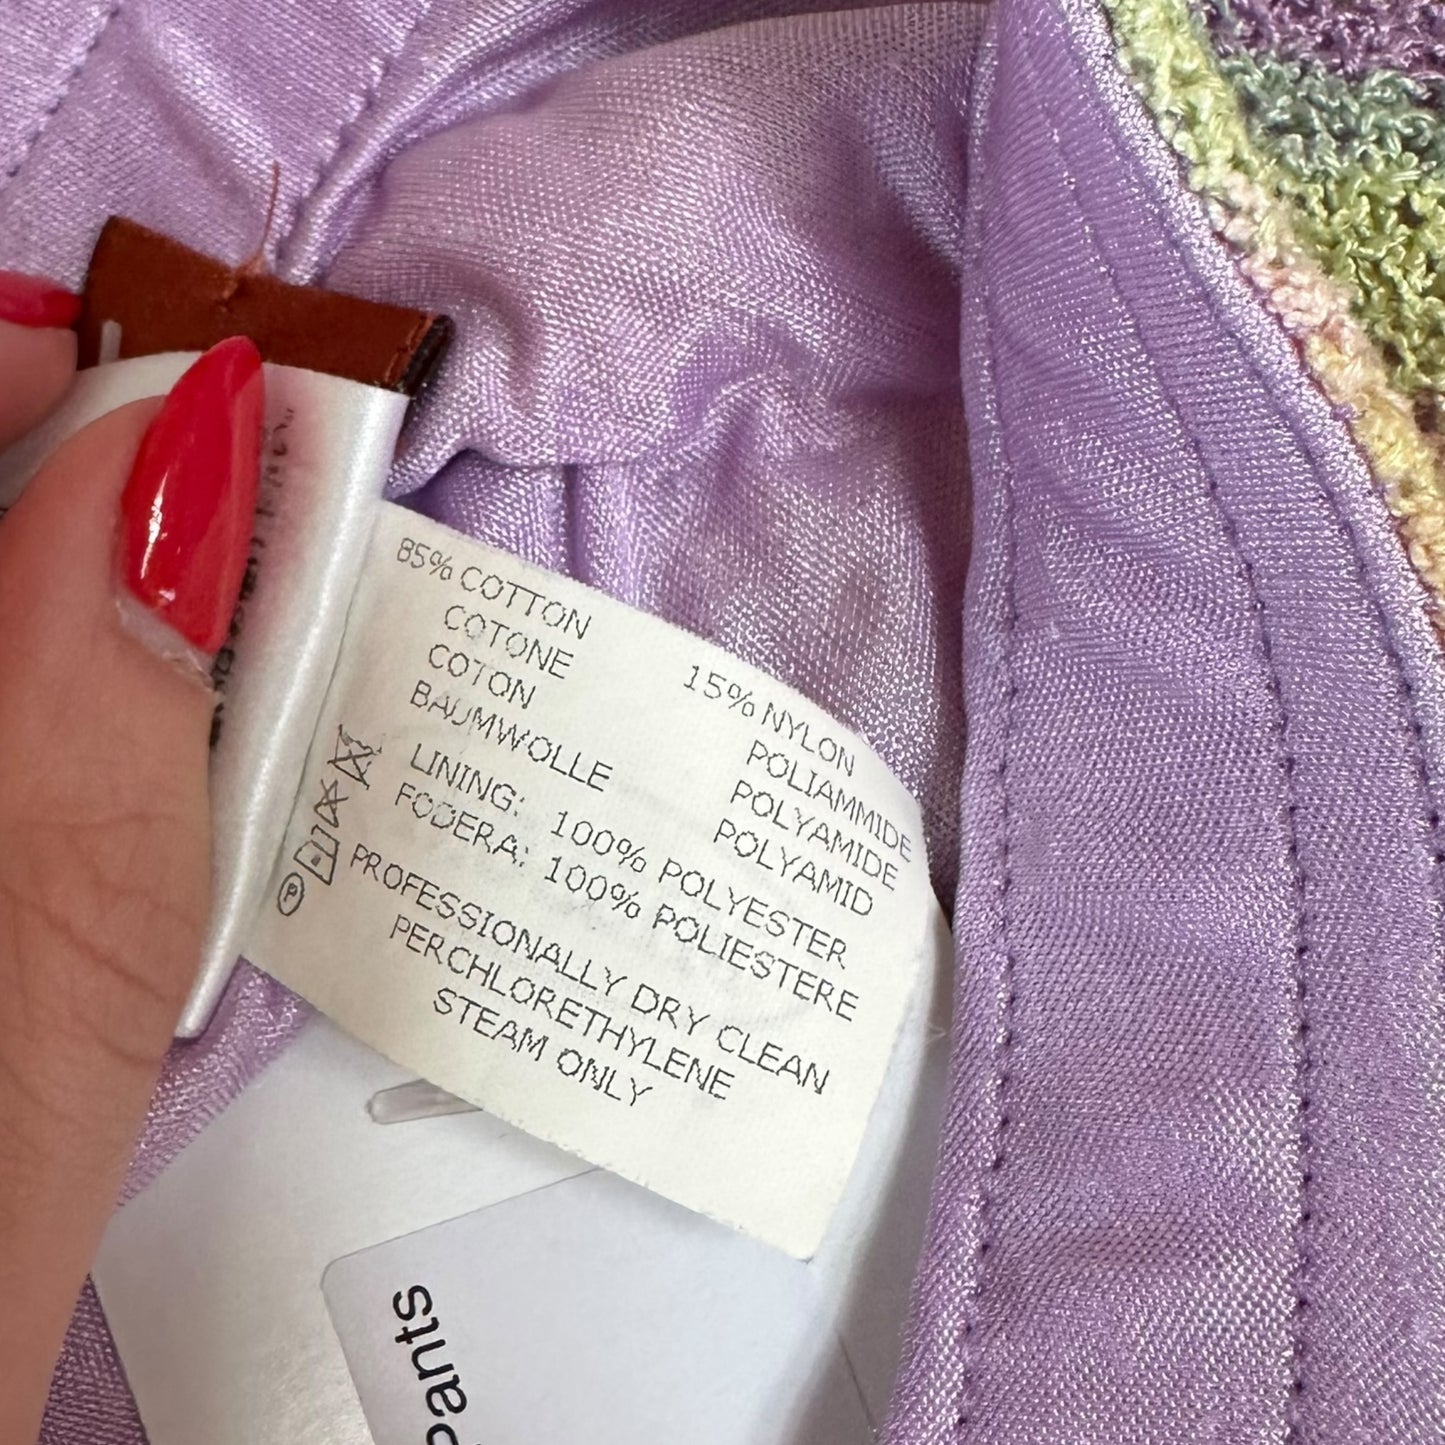 85% COTTON
COTONE
COTON
BAUMWOLLE
15% NYLON
POLIAMMIDE
POLYAMIDE
POLYAMID
LINING: 100% POLYESTER
FODERA: 100% POLIESTERE
PROFESSIONALLY DRY CLEAN
PERCHLORETHYLENE
STEAM ONLY
P
pants